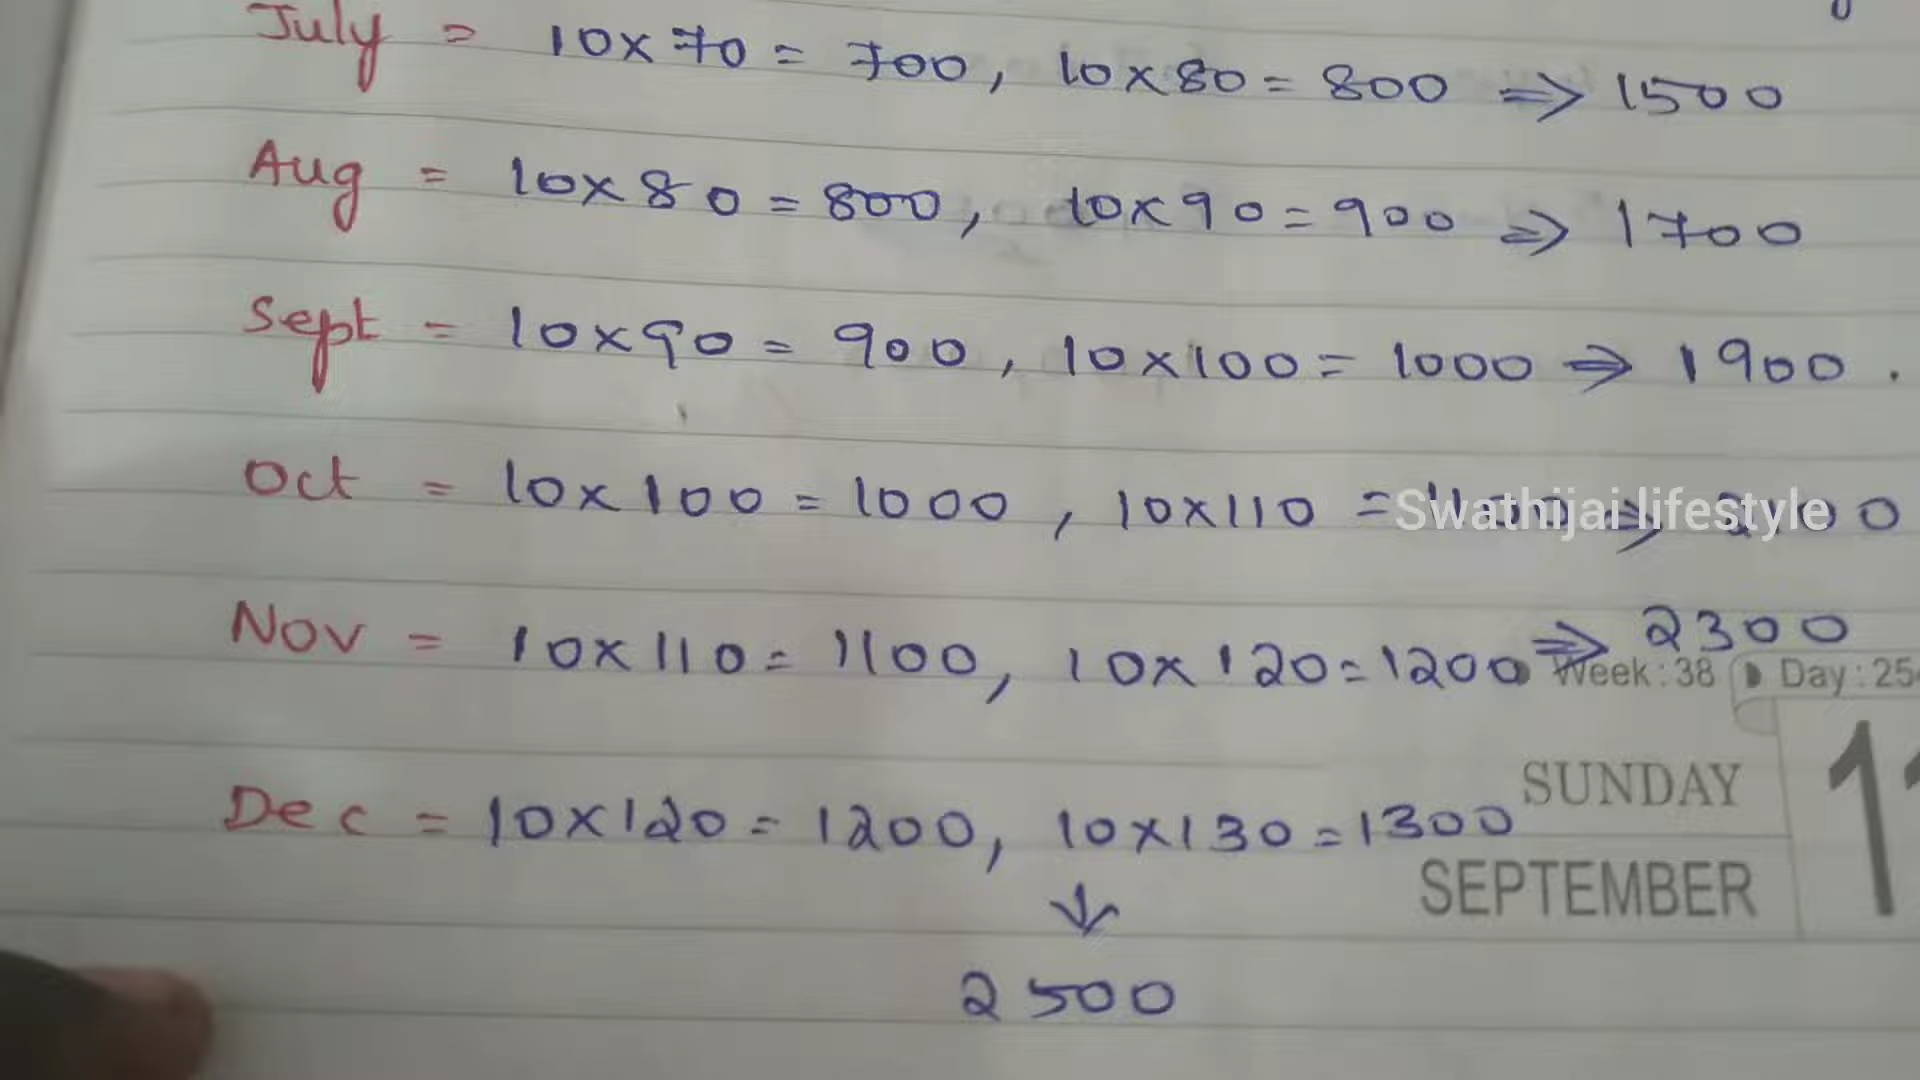 July = 10x70 = 700, 10x80 = 800 ⇒ 1500
Aug = 10x80 = 800, 10x90 = 900 ⇒ 1700
Sept = 10x90 = 900, 10x100 = 1000 ⇒ 1900.
Oct = 10x100 = 1000, 10x110 = 1100 ⇒ 2100
Swathijai lifestyle
Nov = 10x110 = 1100, 10x120 = 1200 ⇒ 2300
Week : 38 Day :
SUNDAY
Dec = 10x120 = 1200, 10x130 = 1300
SEPTEMBER
↓
2500